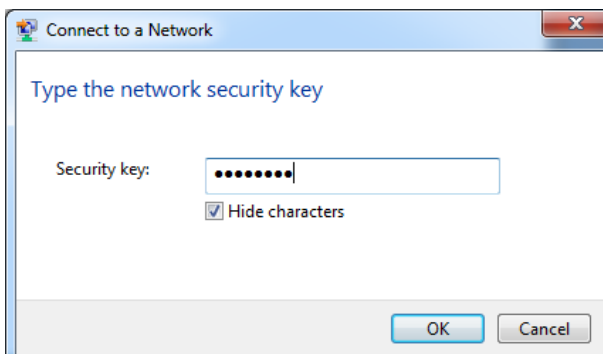 Connect to a Network
Type the network security key
Security key: ••••••••
Hide characters
OK Cancel